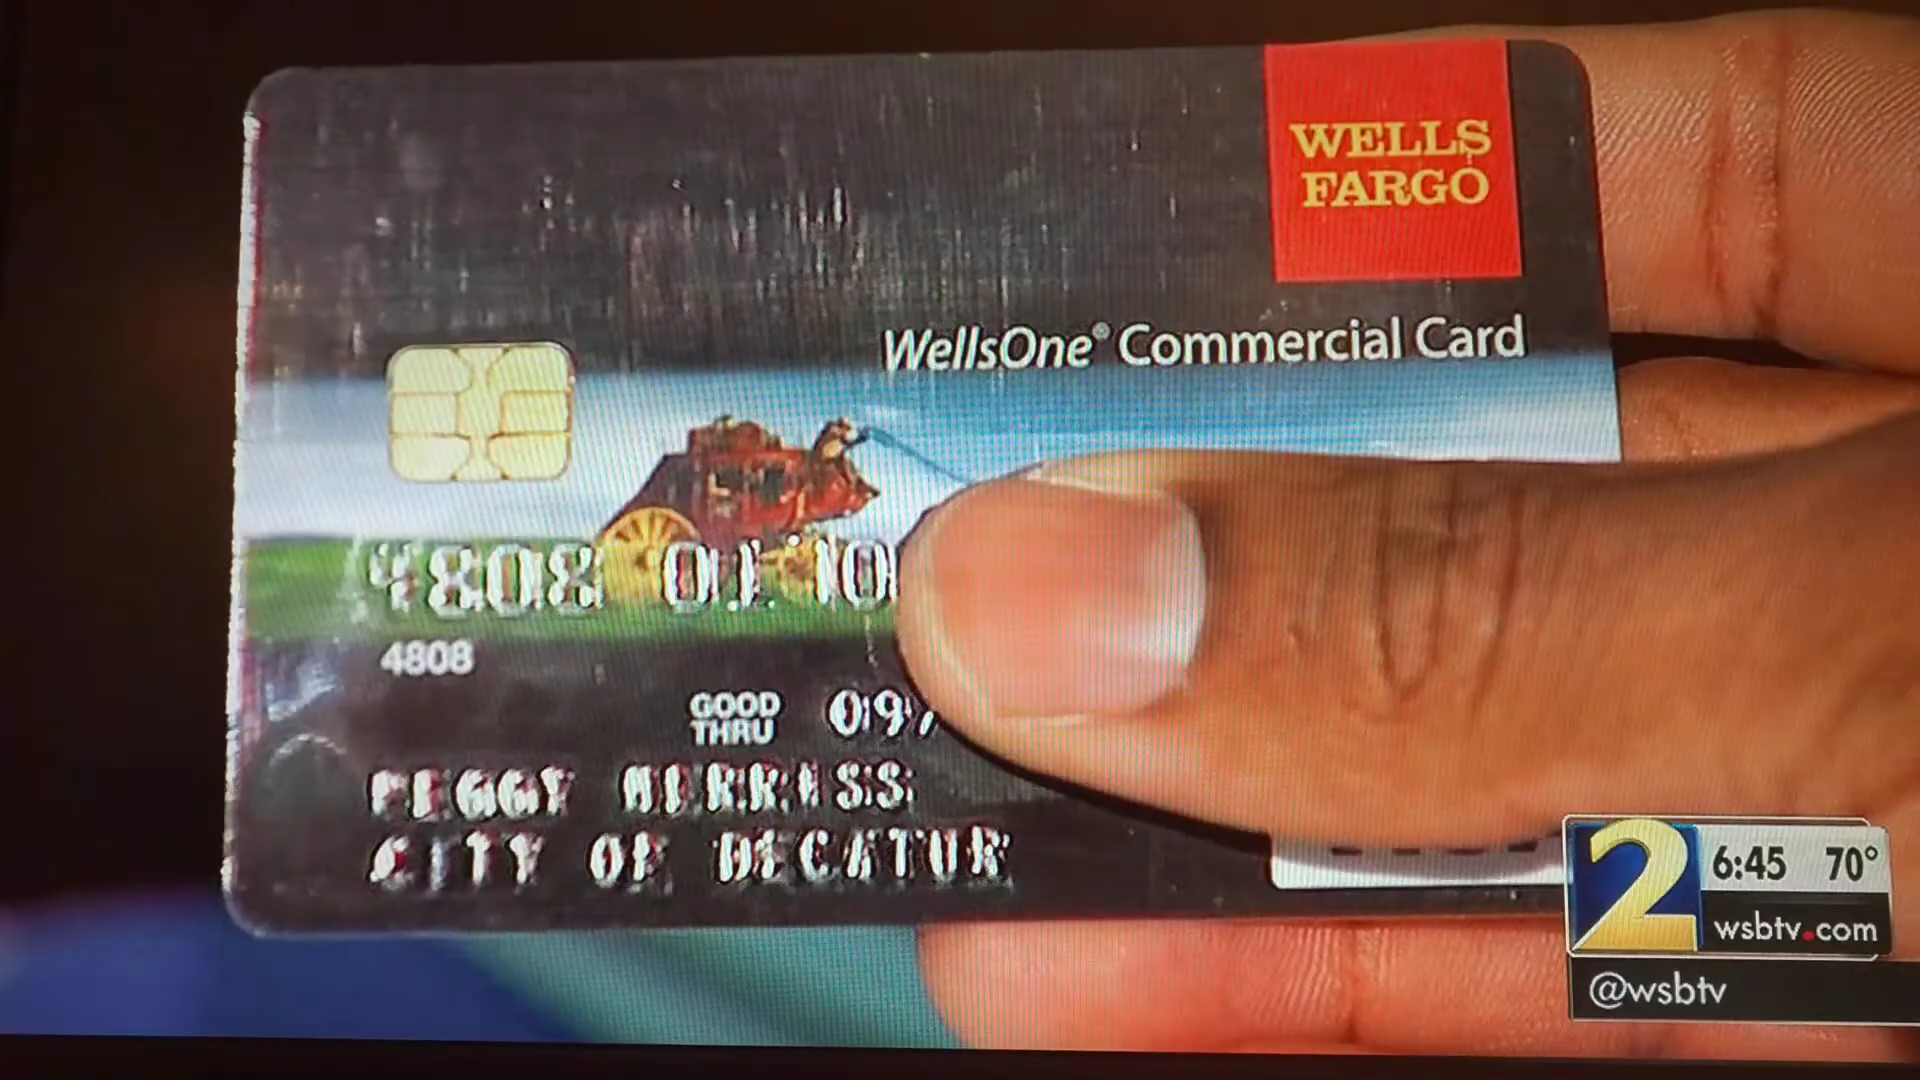 WELLS
FARGO
WellsOne® Commercial Card
4808 01 10
4808
GOOD
THRU 09/
PEGGY MERRISS
CITY OF DECATUR
2 6:45 70°
wsbtv.com
@wsbtv